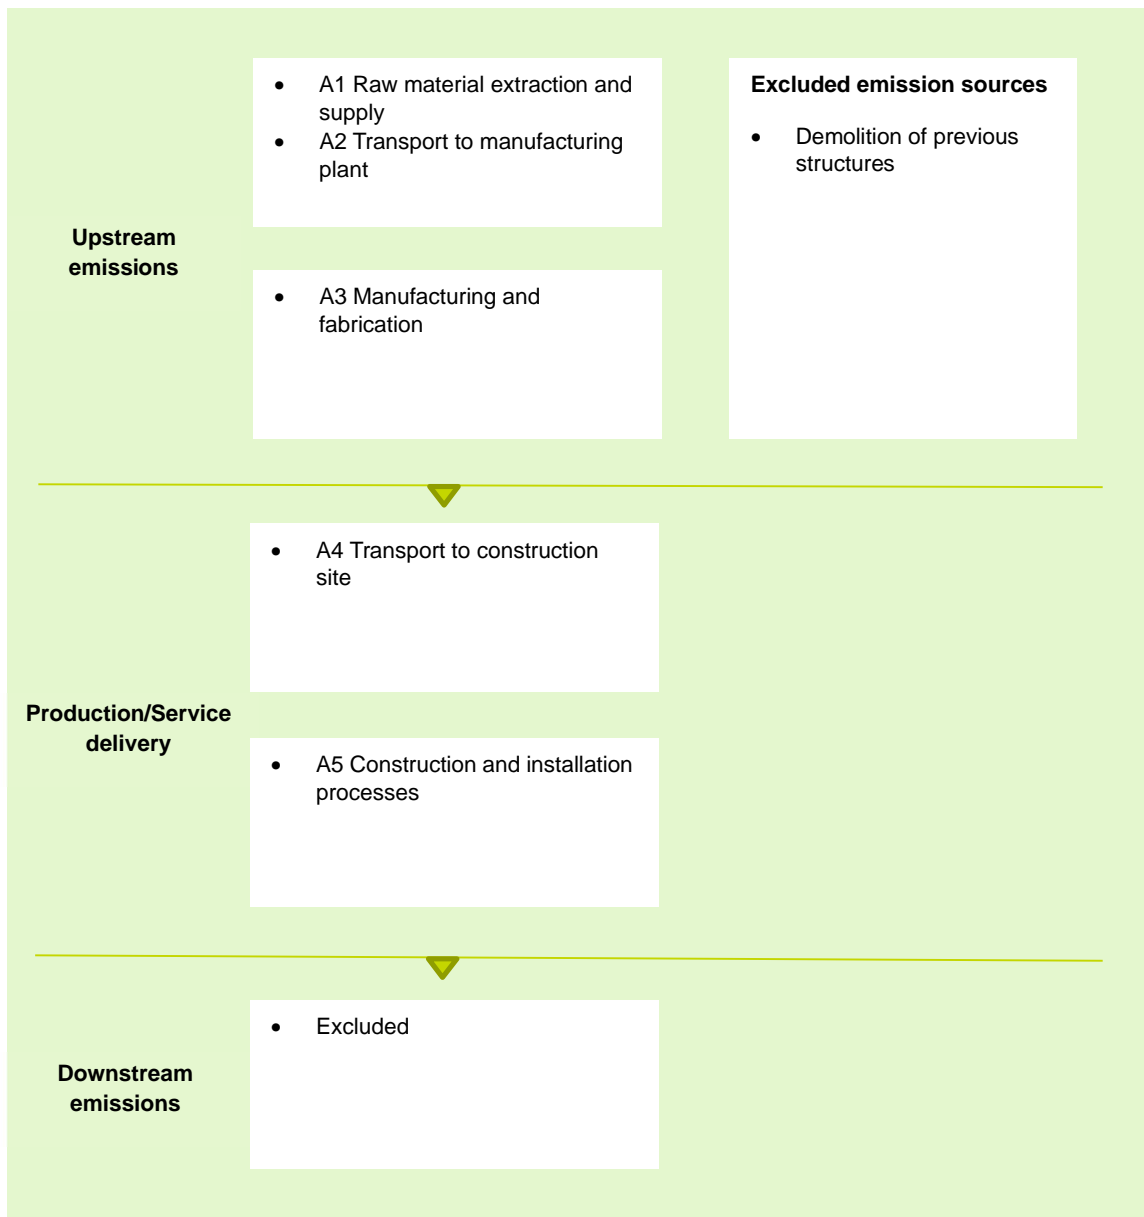 Upstream
emissions
• A1 Raw material extraction and
supply
• A2 Transport to manufacturing
plant
• A3 Manufacturing and
fabrication
Excluded emission sources
• Demolition of previous
structures
Production/Service
delivery
• A4 Transport to construction
site
• A5 Construction and installation
processes
Downstream
emissions
• Excluded